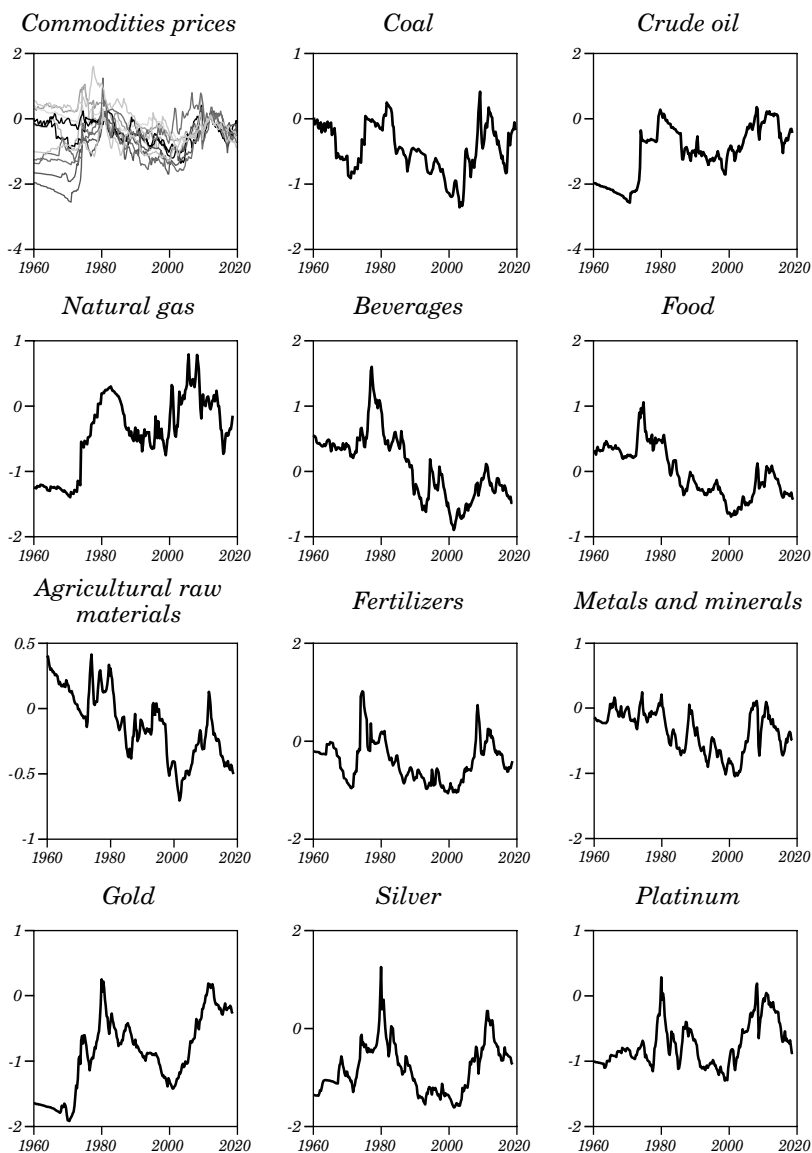 Commodities prices
2
0
-2
-4
1960 1980 2000 2020
Coal
1
0
-1
-2
1960 1980 2000 2020
Crude oil
2
0
-2
-4
1960 1980 2000 2020
Natural gas
1
0
-1
-2
1960 1980 2000 2020
Beverages
2
1
0
-1
1960 1980 2000 2020
Food
2
1
0
-1
1960 1980 2000 2020
Agricultural raw
materials
0.5
0
-0.5
-1
1960 1980 2000 2020
Fertilizers
2
0
-2
1960 1980 2000 2020
Metals and minerals
1
0
-1
-2
1960 1980 2000 2020
Gold
1
0
-1
-2
1960 1980 2000 2020
Silver
2
0
-2
1960 1980 2000 2020
Platinum
1
0
-1
-2
1960 1980 2000 2020